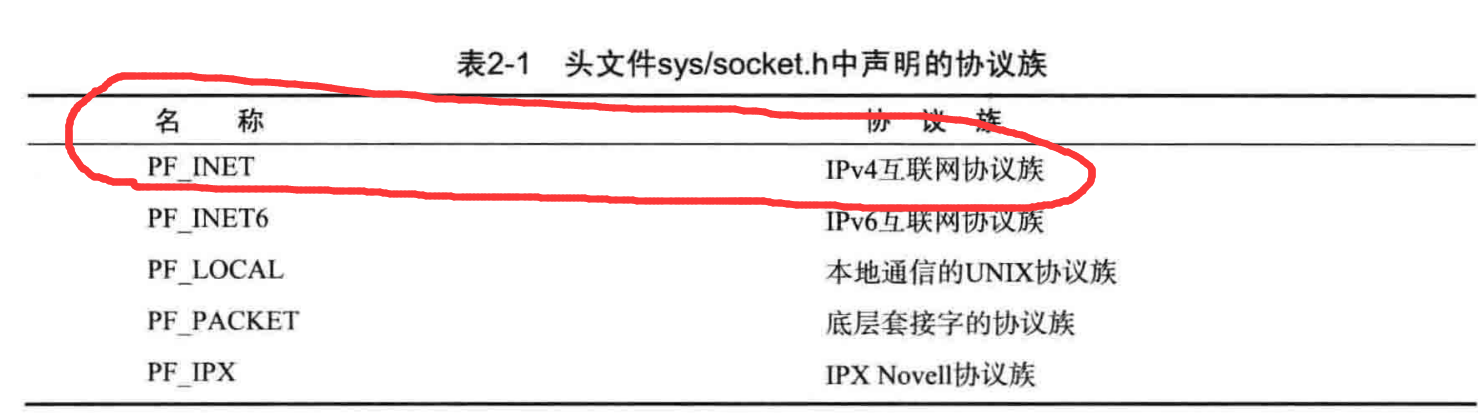 表2-1 头文件sys/socket.h中声明的协议族
名 称 协 议 族
PF_INET IPv4互联网协议族
PF_INET6 IPv6互联网协议族
PF_LOCAL 本地通信的UNIX协议族
PF_PACKET 底层套接字的协议族
PF_IPX IPX Novell协议族